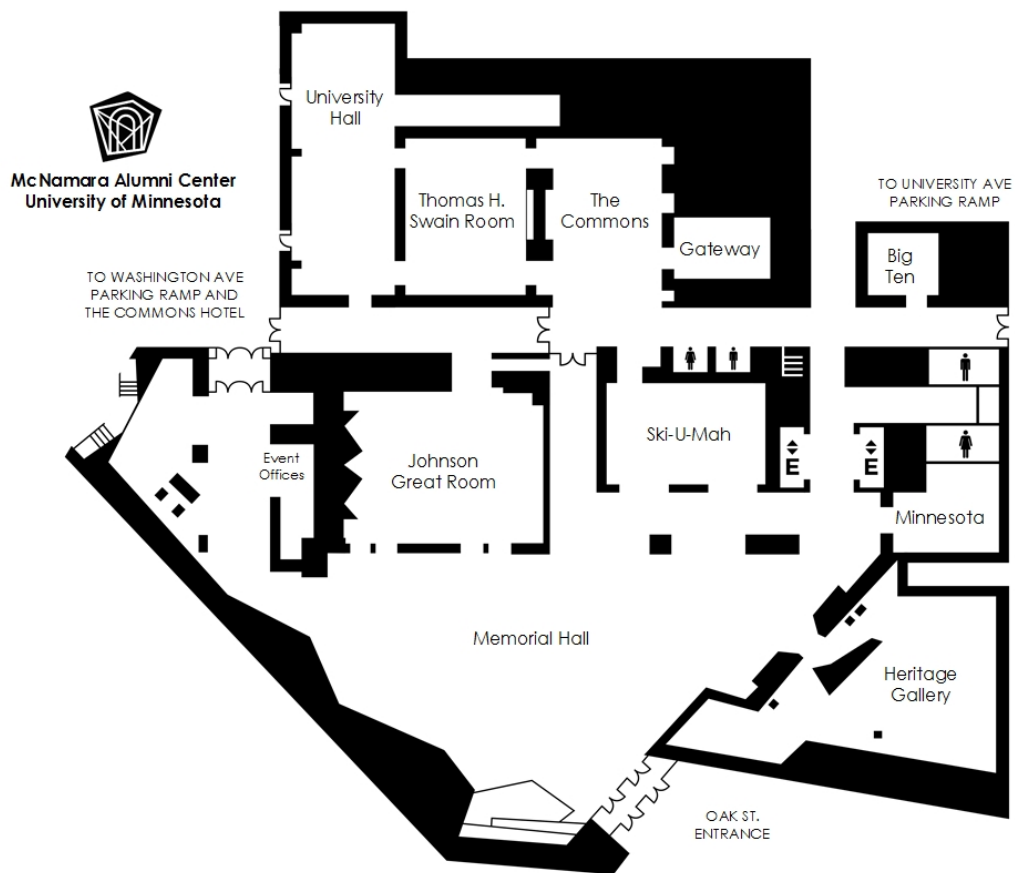 University
Hall
McNamara Alumni Center
University of Minnesota
Thomas H.
Swain Room
The
Commons
Gateway
TO UNIVERSITY AVE
PARKING RAMP
Big
Ten
TO WASHINGTON AVE
PARKING RAMP AND
THE COMMONS HOTEL
Event
Offices
Johnson
Great Room
Ski-U-Mah
E
E
Minnesota
Memorial Hall
Heritage
Gallery
OAK ST.
ENTRANCE